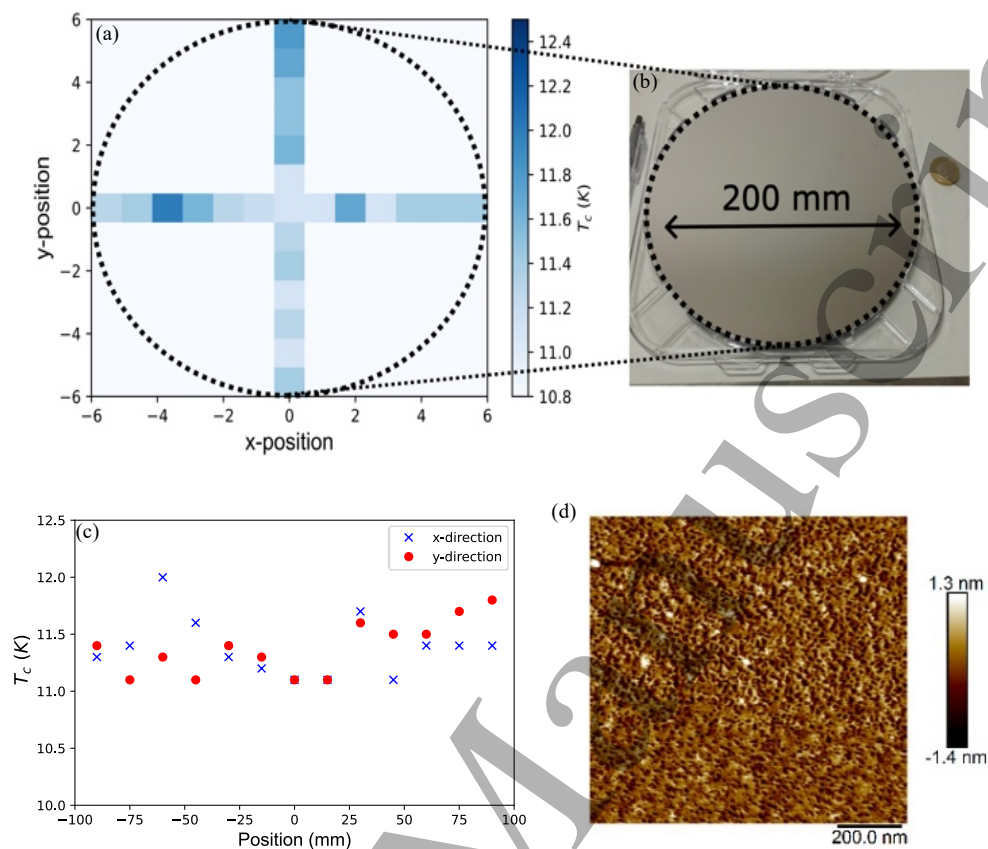 (a)
6
4
2
0
−2
−4
−6
y-position
−6 −4 −2 0 2 4 6
x-position
12.4
12.2
12.0
11.8
11.6
11.4
11.2
11.0
10.8
T_c (K)
(b)
200 mm
(c)
12.5
12.0
11.5
11.0
10.5
10.0
T_c (K)
x-direction
y-direction
−100 −75 −50 −25 0 25 50 75 100
Position (mm)
(d)
1.3 nm
-1.4 nm
200.0 nm
Manuscri